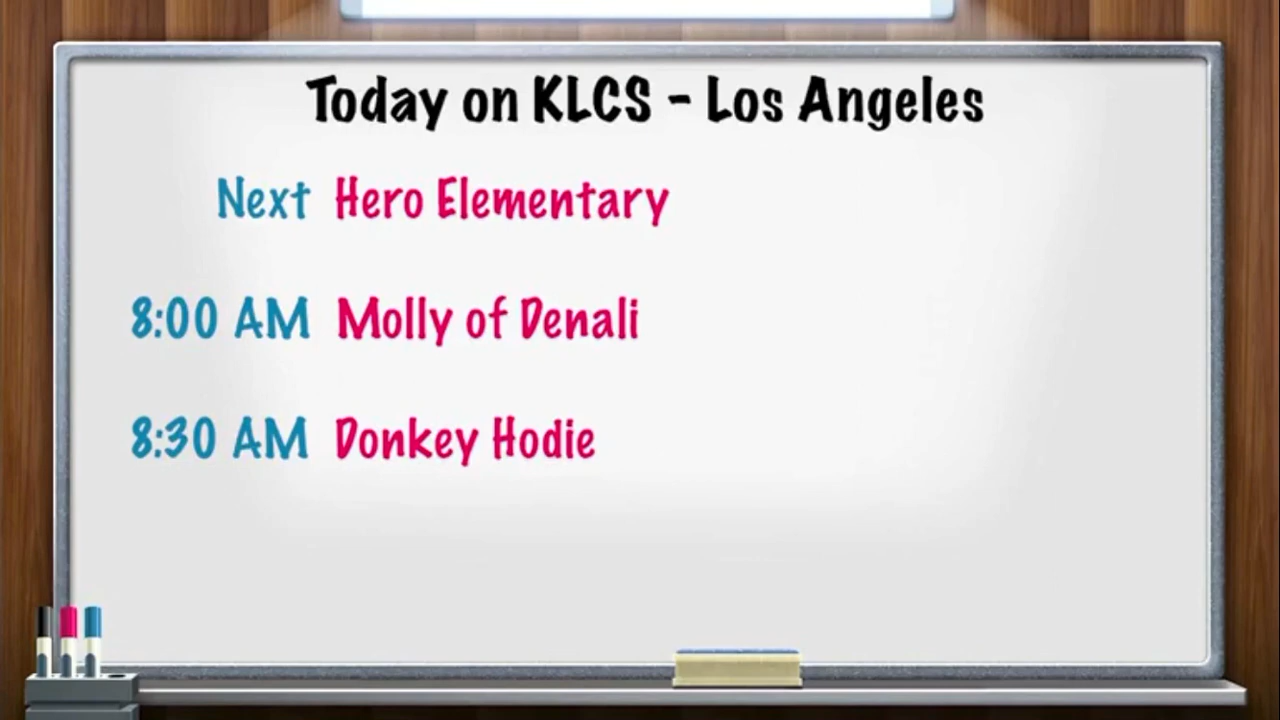 Today on KLCS - Los Angeles
Next Hero Elementary
8:00 AM Molly of Denali
8:30 AM Donkey Hodie